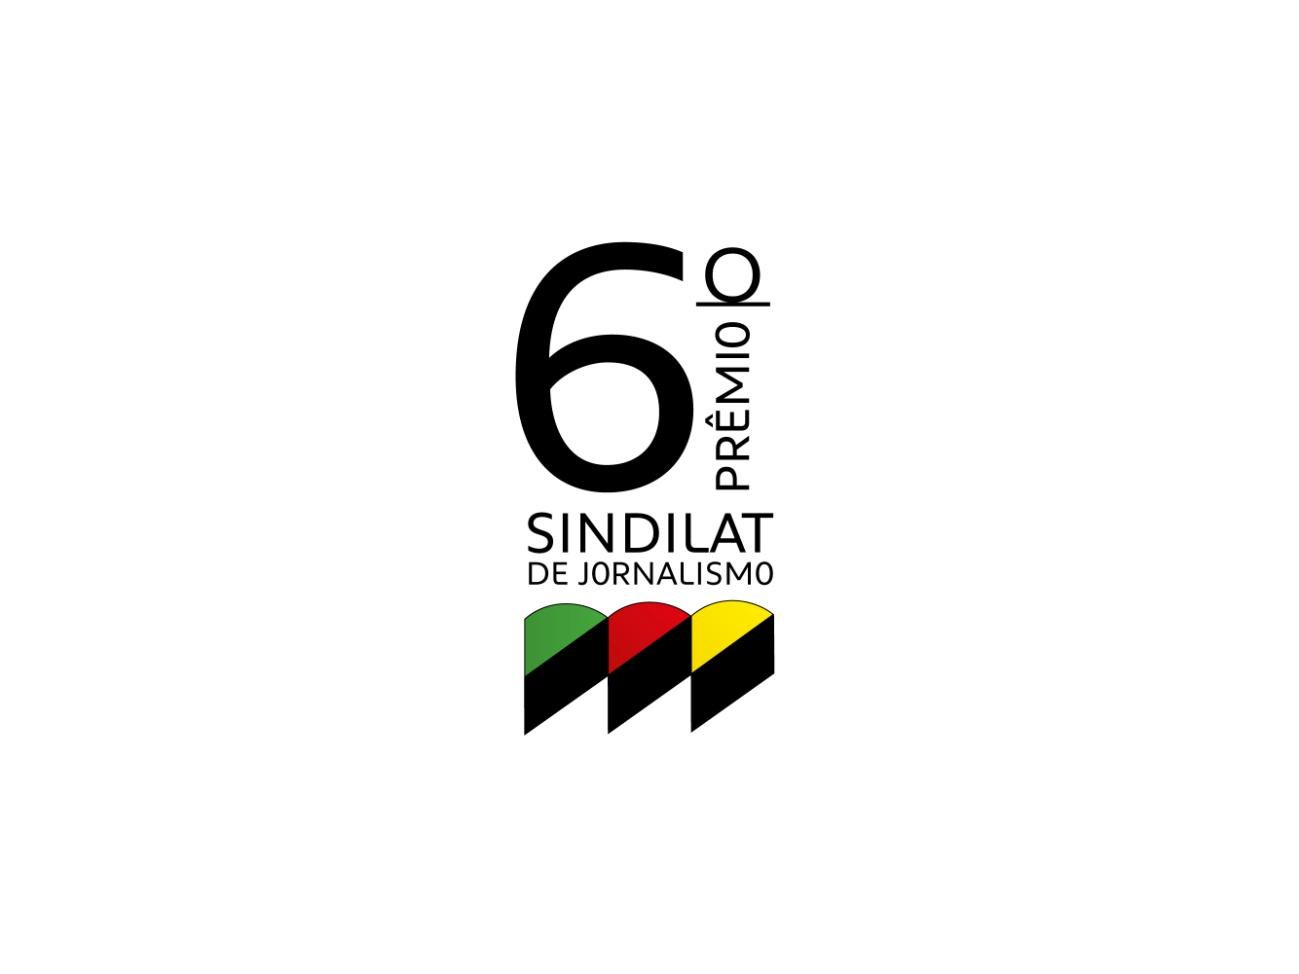 6º
PRÊMIO
SINDILAT
DE JORNALISMO